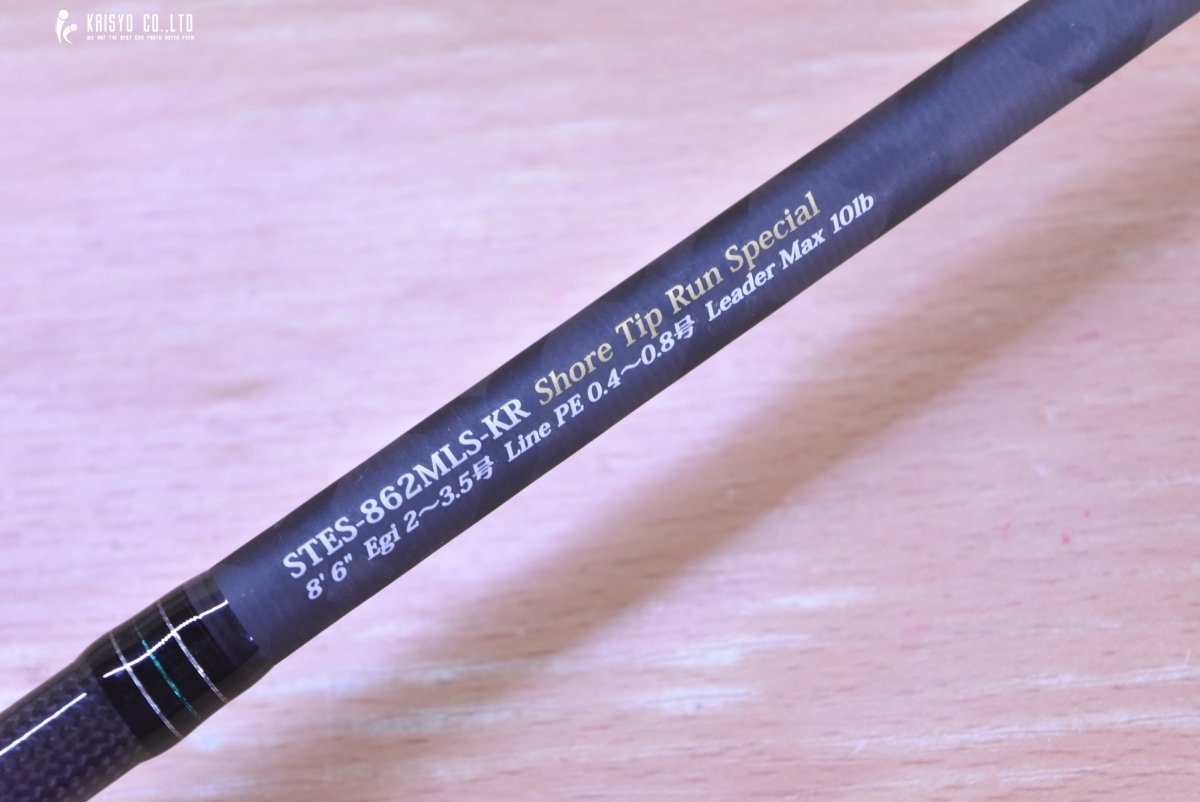 KAISYO CO.,LTD
STES-862MLS-KR Shore Tip Run Special
8' 6" Egi 2〜3.5号 Line PE 0.4〜0.8号 Leader Max 10lb